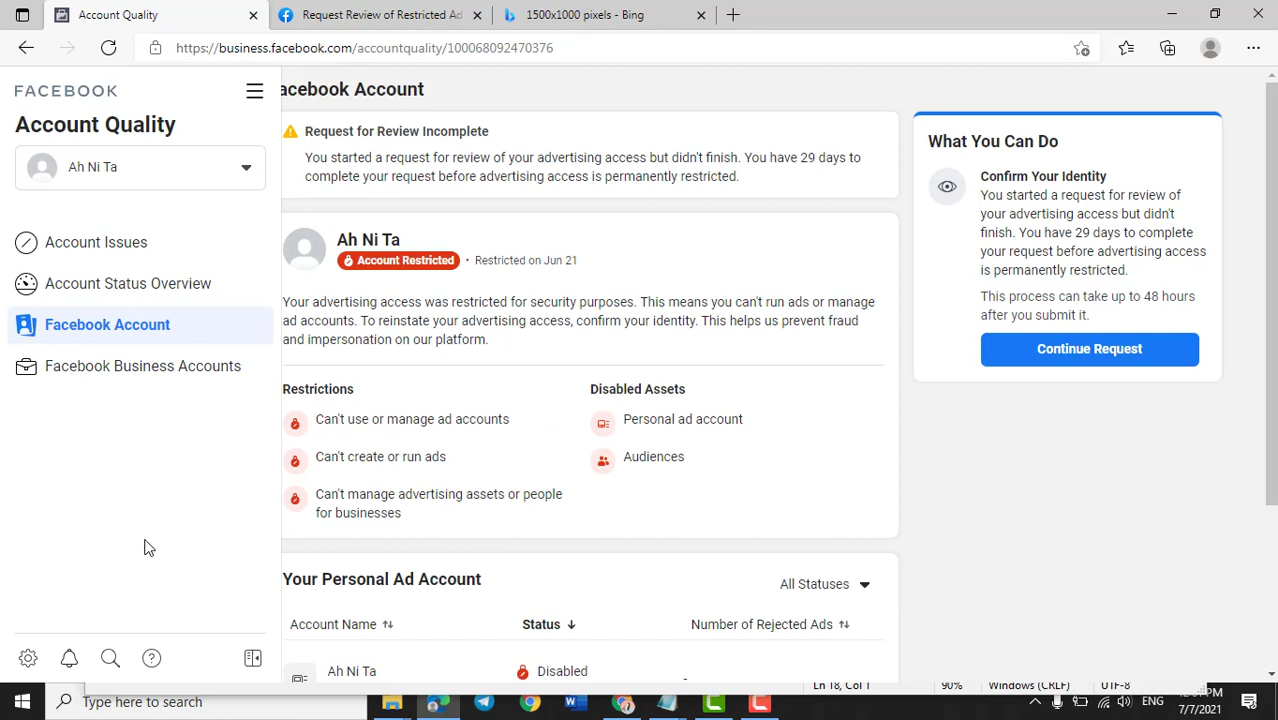 Account Quality
Request Review of Restricted Ad
1500x1000 pixels - Bing
https://business.facebook.com/accountquality/100068092470376
FACEBOOK
Account Quality
Ah Ni Ta
Account Issues
Account Status Overview
Facebook Account
Facebook Business Accounts
acebook Account
Request for Review Incomplete
You started a request for review of your advertising access but didn't finish. You have 29 days to
complete your request before advertising access is permanently restricted.
Ah Ni Ta
Account Restricted • Restricted on Jun 21
Your advertising access was restricted for security purposes. This means you can't run ads or manage
ad accounts. To reinstate your advertising access, confirm your identity. This helps us prevent fraud
and impersonation on our platform.
Restrictions
Can't use or manage ad accounts
Can't create or run ads
Can't manage advertising assets or people
for businesses
Disabled Assets
Personal ad account
Audiences
Your Personal Ad Account
All Statuses
Account Name Status Number of Rejected Ads
Ah Ni Ta Disabled -
What You Can Do
Confirm Your Identity
You started a request for review of
your advertising access but didn't
finish. You have 29 days to complete
your request before advertising access
is permanently restricted.
This process can take up to 48 hours
after you submit it.
Continue Request
Ln 18, Col 1 90% Windows (CRLF) UTF-8
Type here to search
ENG
7/7/2021